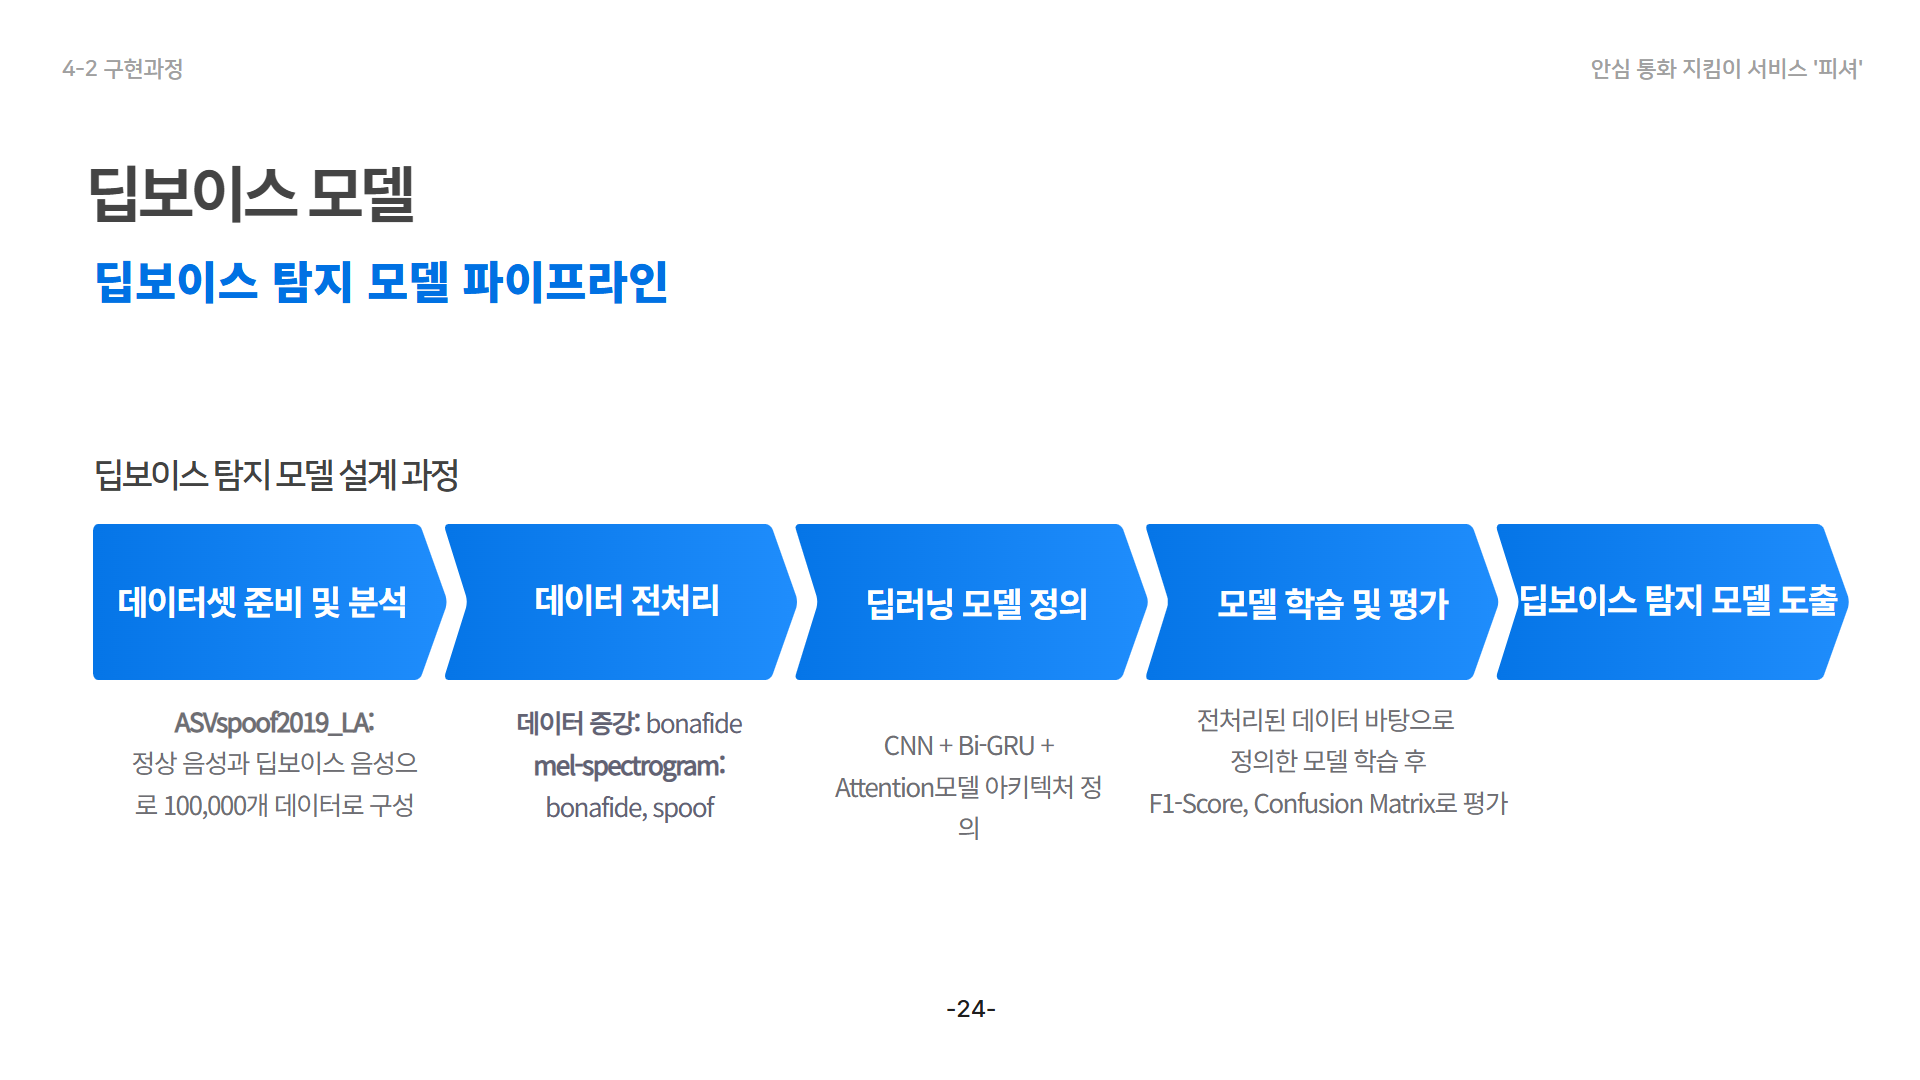 4-2 구현과정
안심 통화 지킴이 서비스 '피셔'
딥보이스 모델
딥보이스 탐지 모델 파이프라인
딥보이스 탐지 모델 설계 과정
데이터셋 준비 및 분석
데이터 전처리
딥러닝 모델 정의
모델 학습 및 평가
딥보이스 탐지 모델 도출
ASVspoof2019_LA:
정상 음성과 딥보이스 음성으
로 100,000개 데이터로 구성
데이터 증강: bonafide
mel-spectrogram:
bonafide, spoof
CNN + Bi-GRU +
Attention모델 아키텍처 정
의
전처리된 데이터 바탕으로
정의한 모델 학습 후
F1-Score, Confusion Matrix로 평가
-24-